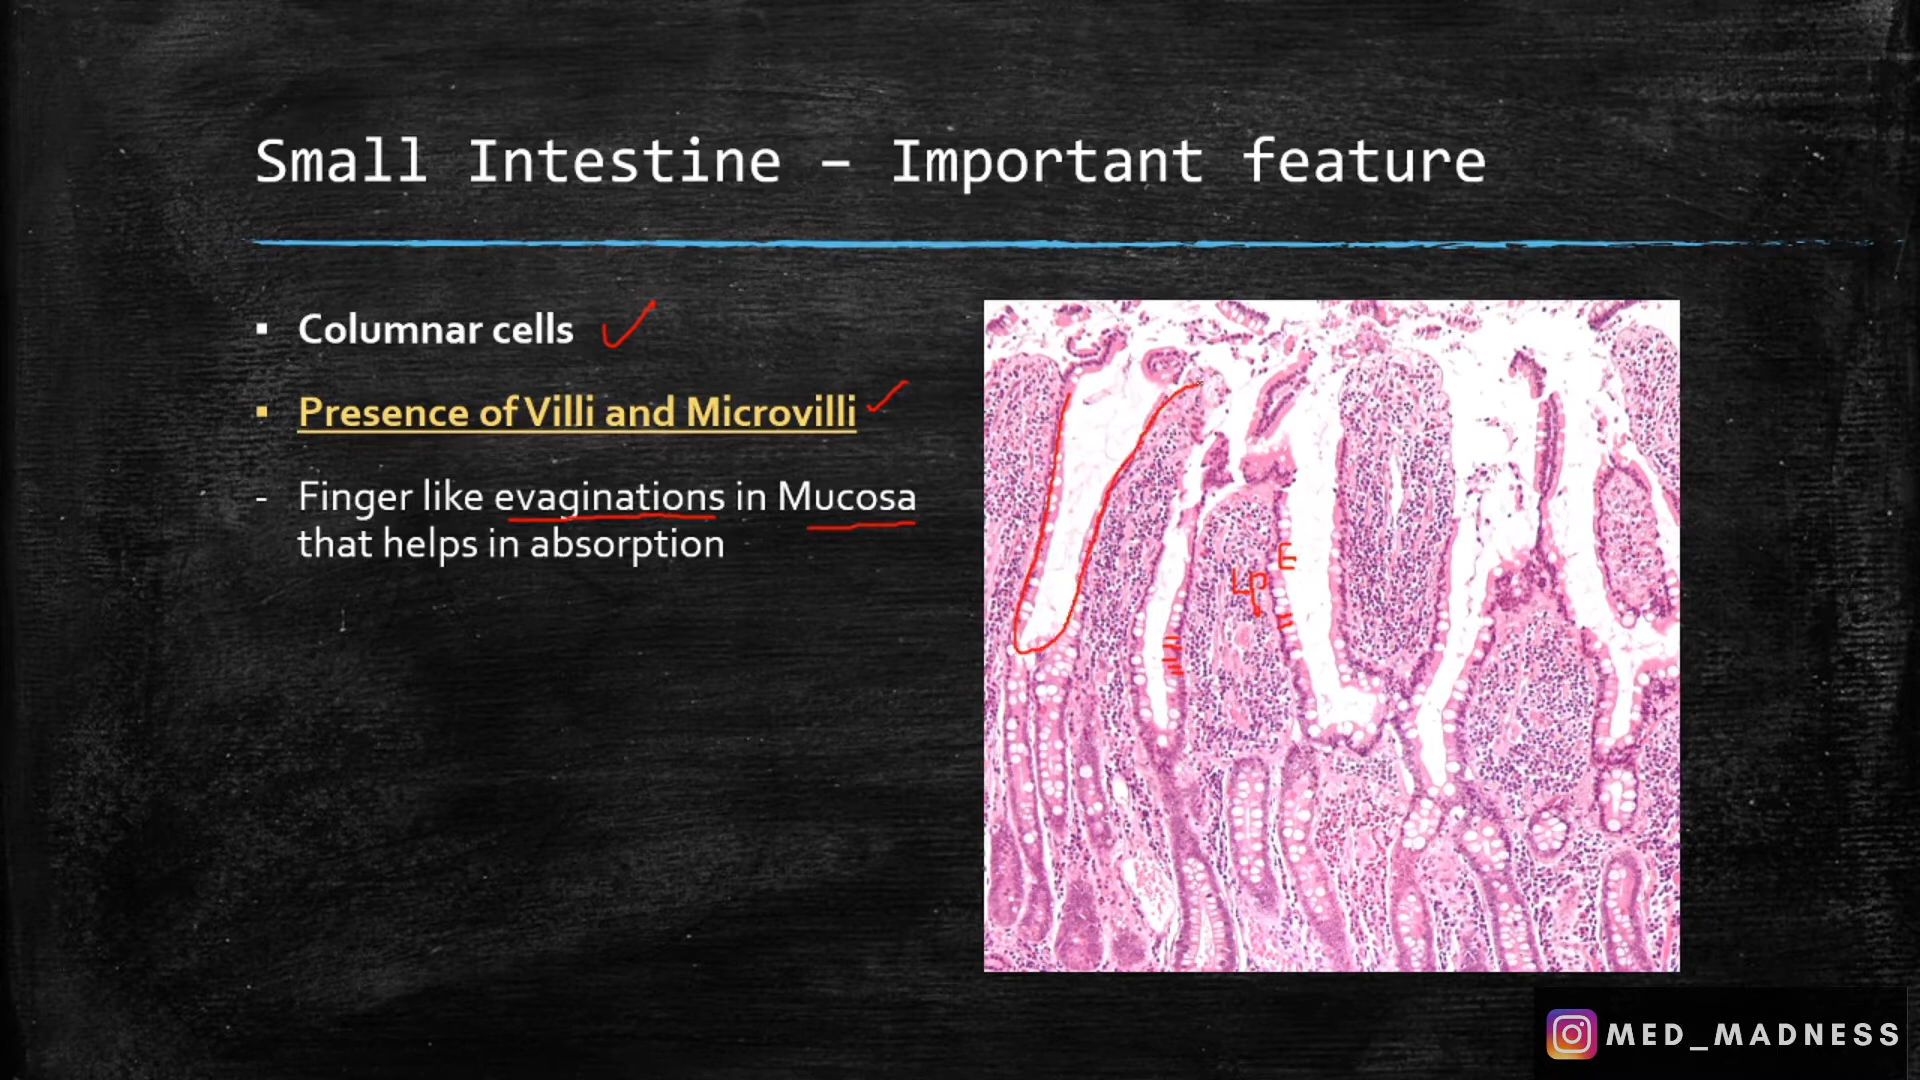 Small Intestine – Important feature
▪ Columnar cells
▪ Presence of Villi and Microvilli
- Finger like evaginations in Mucosa
that helps in absorption
E
Lp
MED_MADNESS